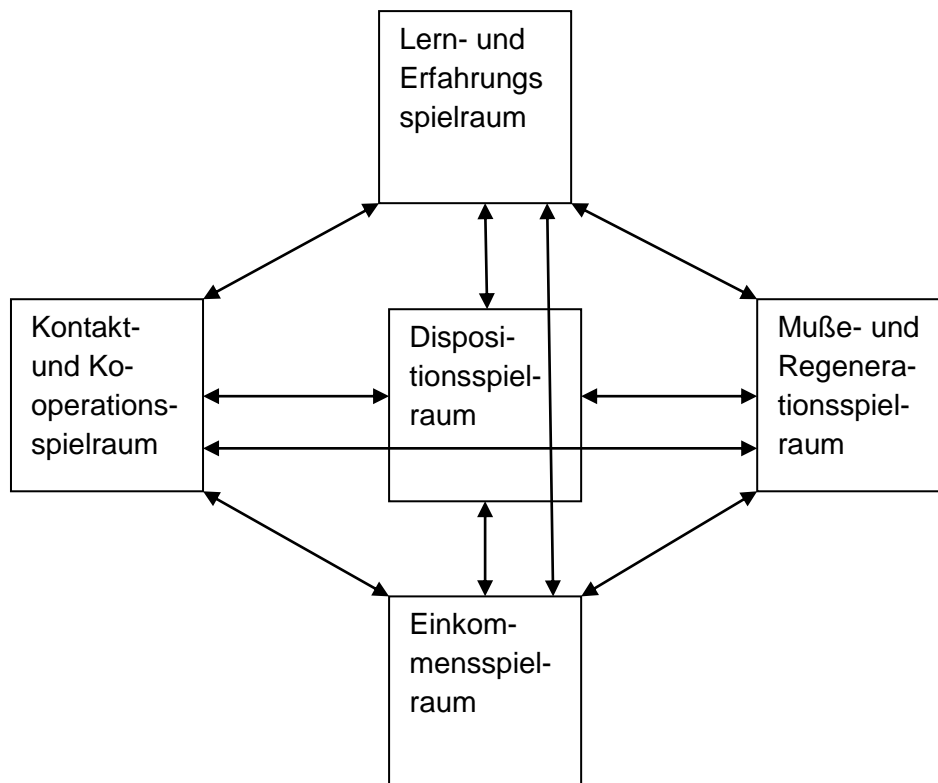 Lern- und
Erfahrungs
spielraum
Kontakt-
und Ko-
operations-
spielraum
Disposi-
tionsspiel-
raum
Muße- und
Regenera-
tionsspiel-
raum
Einkom-
mensspiel-
raum